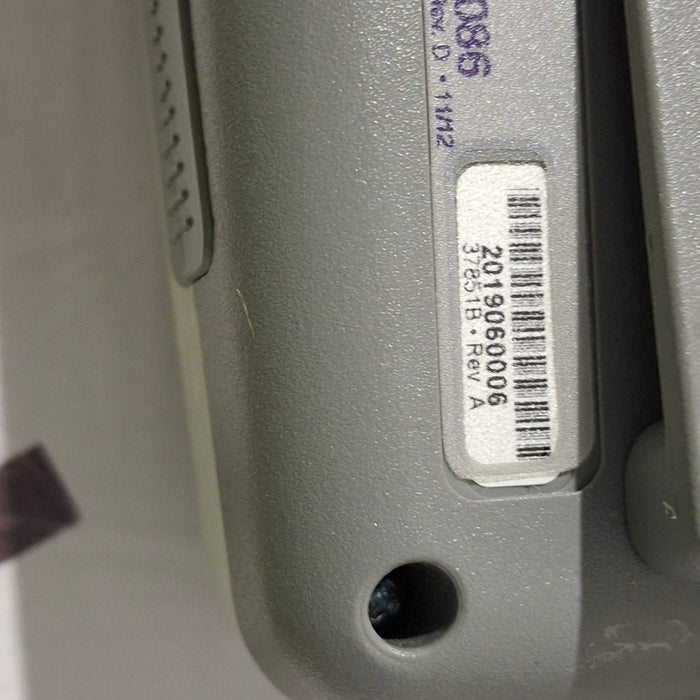 086
Rev. D • 11/12
2019060006
37851B • Rev A